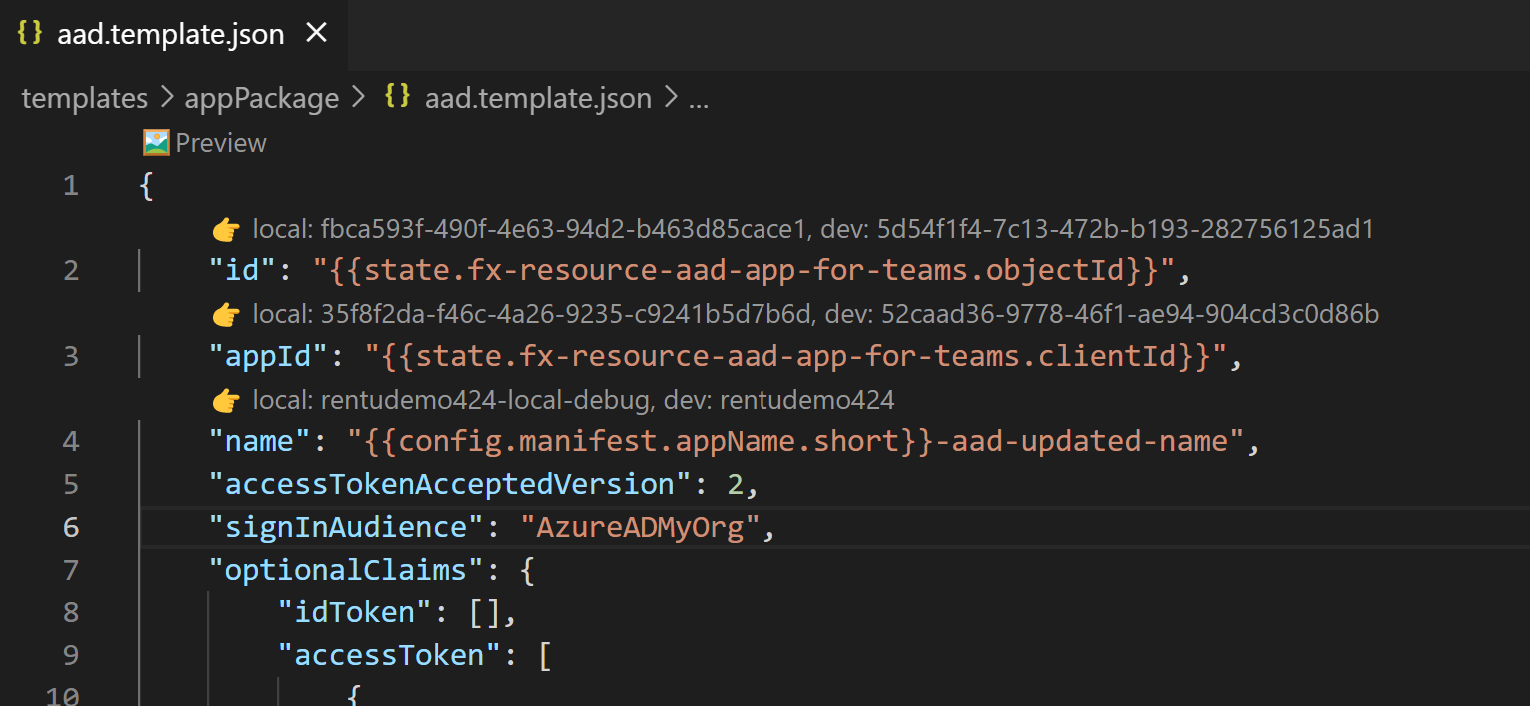 {} aad.template.json ×
templates > appPackage > {} aad.template.json > ...
Preview
1 {
👉 local: fbca593f-490f-4e63-94d2-b463d85cace1, dev: 5d54f1f4-7c13-472b-b193-282756125ad1
2 "id": "{{state.fx-resource-aad-app-for-teams.objectId}}",
👉 local: 35f8f2da-f46c-4a26-9235-c9241b5d7b6d, dev: 52caad36-9778-46f1-ae94-904cd3c0d86b
3 "appId": "{{state.fx-resource-aad-app-for-teams.clientId}}",
👉 local: rentudemo424-local-debug, dev: rentudemo424
4 "name": "{{config.manifest.appName.short}}-aad-updated-name",
5 "accessTokenAcceptedVersion": 2,
6 "signInAudience": "AzureADMyOrg",
7 "optionalClaims": {
8 "idToken": [],
9 "accessToken": [
10 {